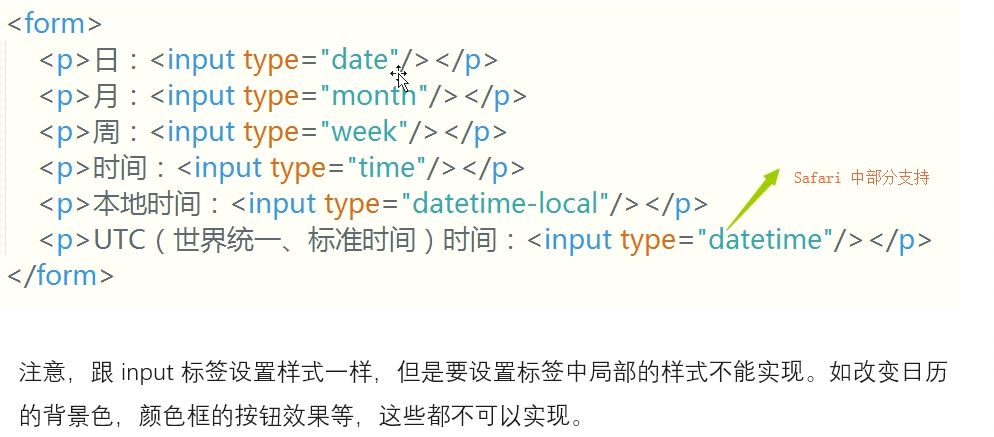 <form>
<p>日：<input type="date"/></p>
<p>月：<input type="month"/></p>
<p>周：<input type="week"/></p>
<p>时间：<input type="time"/></p>
Safari 中部分支持
<p>本地时间：<input type="datetime-local"/></p>
<p>UTC（世界统一、标准时间）时间：<input type="datetime"/></p>
</form>
注意，跟 input 标签设置样式一样，但是要设置标签中局部的样式不能实现。如改变日历
的背景色，颜色框的按钮效果等，这些都不可以实现。